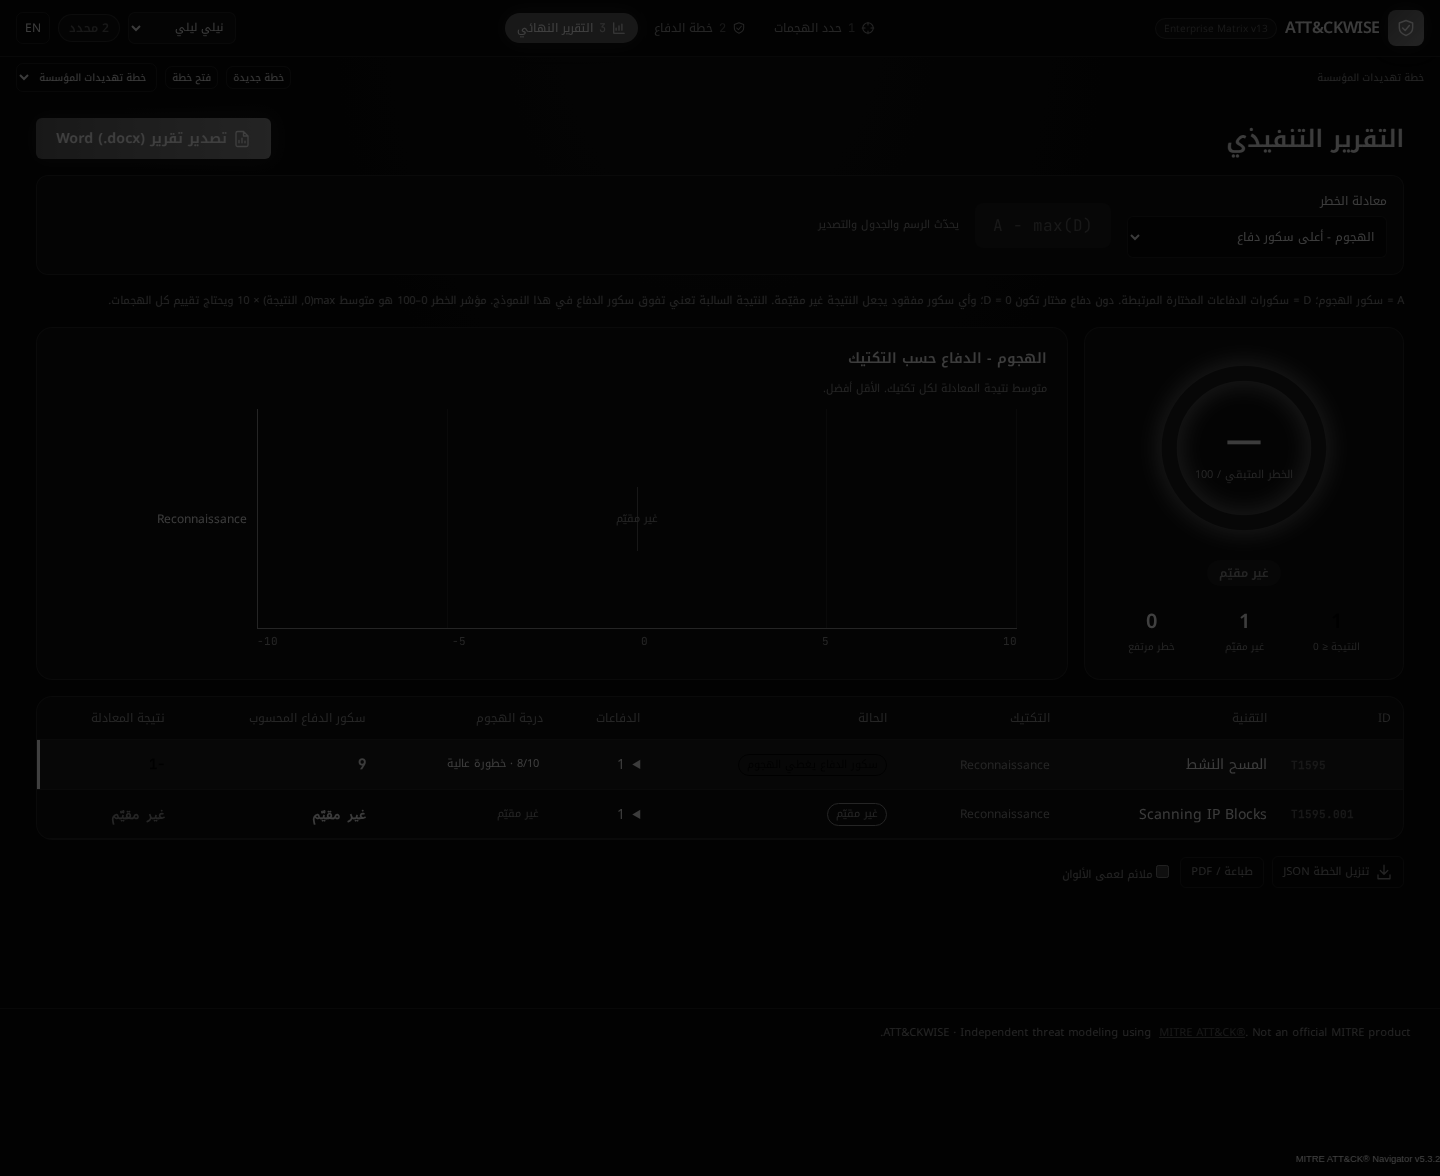 ATT&CKWISE Enterprise Matrix v13
1 حدد الهجمات
2 خطة الدفاع
3 التقرير النهائي
نيلي ليلي
2 محدد
EN
خطة تهديدات المؤسسة
خطة جديدة
فتح خطة
خطة تهديدات المؤسسة
التقرير التنفيذي
تصدير تقرير Word (.docx)
معادلة الخطر
الهجوم - أعلى سكور دفاع
A - max(D)
يحدّث الرسم والجدول والتصدير
A = سكور الهجوم؛ D = سكورات الدفاعات المختارة المرتبطة. دون دفاع مختار تكون D = 0؛ وأي سكور مفقود يجعل النتيجة غير مقيّمة. النتيجة السالبة تعني تفوق سكور الدفاع في هذا النموذج. مؤشر الخطر 0–100 هو متوسط max(0, النتيجة) × 10 ويحتاج تقييم كل الهجمات.
—
الخطر المتبقي / 100
غير مقيّم
1 1 0
النتيجة ≤ 0 غير مقيّم خطر مرتفع
الهجوم - الدفاع حسب التكتيك
متوسط نتيجة المعادلة لكل تكتيك. الأقل أفضل.
Reconnaissance
غير مقيّم
-10 -5 0 5 10
ID التقنية التكتيك الحالة الدفاعات درجة الهجوم سكور الدفاع المحسوب نتيجة المعادلة
T1595 المسح النشط Reconnaissance سكور الدفاع يغطي الهجوم ◀ 1 8/10 · خطورة عالية 9 -1
T1595.001 Scanning IP Blocks Reconnaissance غير مقيّم ◀ 1 غير مقيّم غير مقيّم غير مقيّم
تنزيل الخطة JSON
طباعة / PDF
ملائم لعمى الألوان
ATT&CKWISE · Independent threat modeling using MITRE ATT&CK®. Not an official MITRE product.
MITRE ATT&CK® Navigator v5.3.2